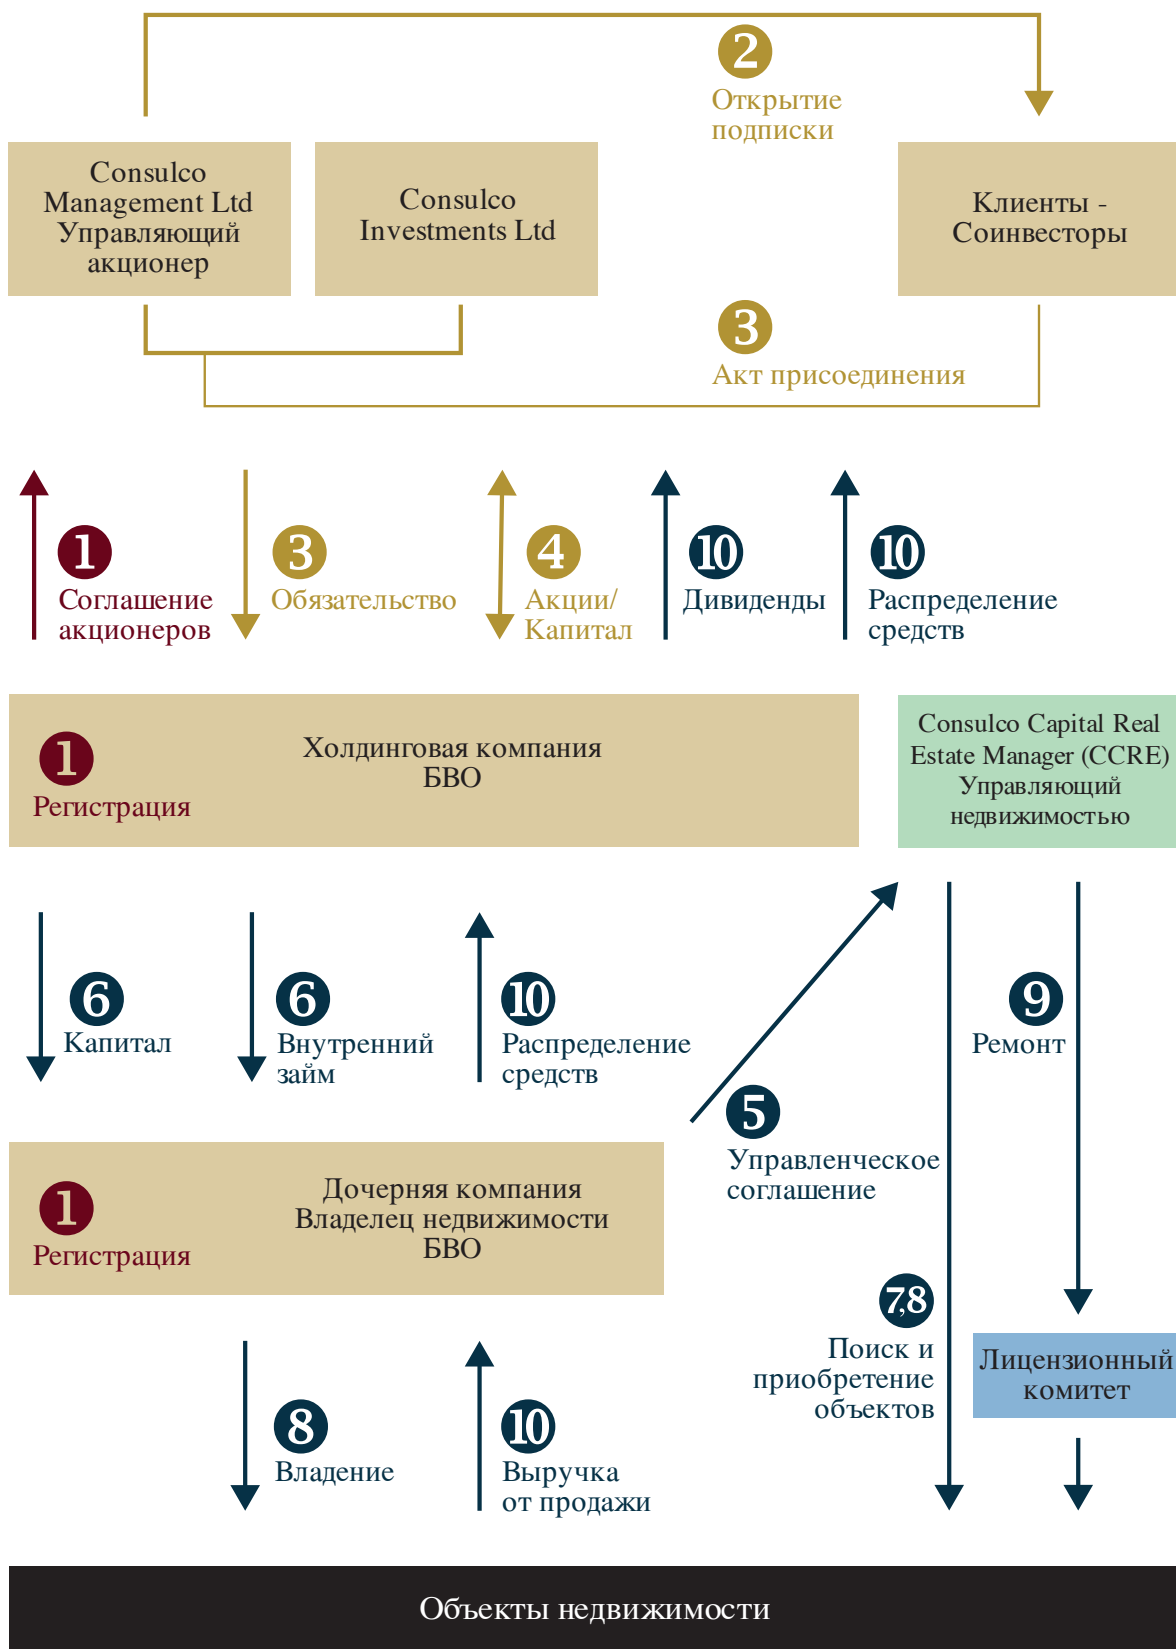 2
Открытие
подписки
Consulco
Management Ltd
Управляющий
акционер
Consulco
Investments Ltd
Клиенты -
Соинвесторы
3
Акт присоединения
1
Соглашение
акционеров
3
Обязательство
4
Акции/
Капитал
10
Дивиденды
10
Распределение
средств
1
Регистрация
Холдинговая компания
БВО
Consulco Capital Real
Estate Manager (CCRE)
Управляющий
недвижимостью
6
Капитал
6
Внутренний
займ
10
Распределение
средств
9
Ремонт
5
Управленческое
соглашение
1
Регистрация
Дочерняя компания
Владелец недвижимости
БВО
7,8
Поиск и
приобретение
объектов
Лицензионный
комитет
8
Владение
10
Выручка
от продажи
Объекты недвижимости